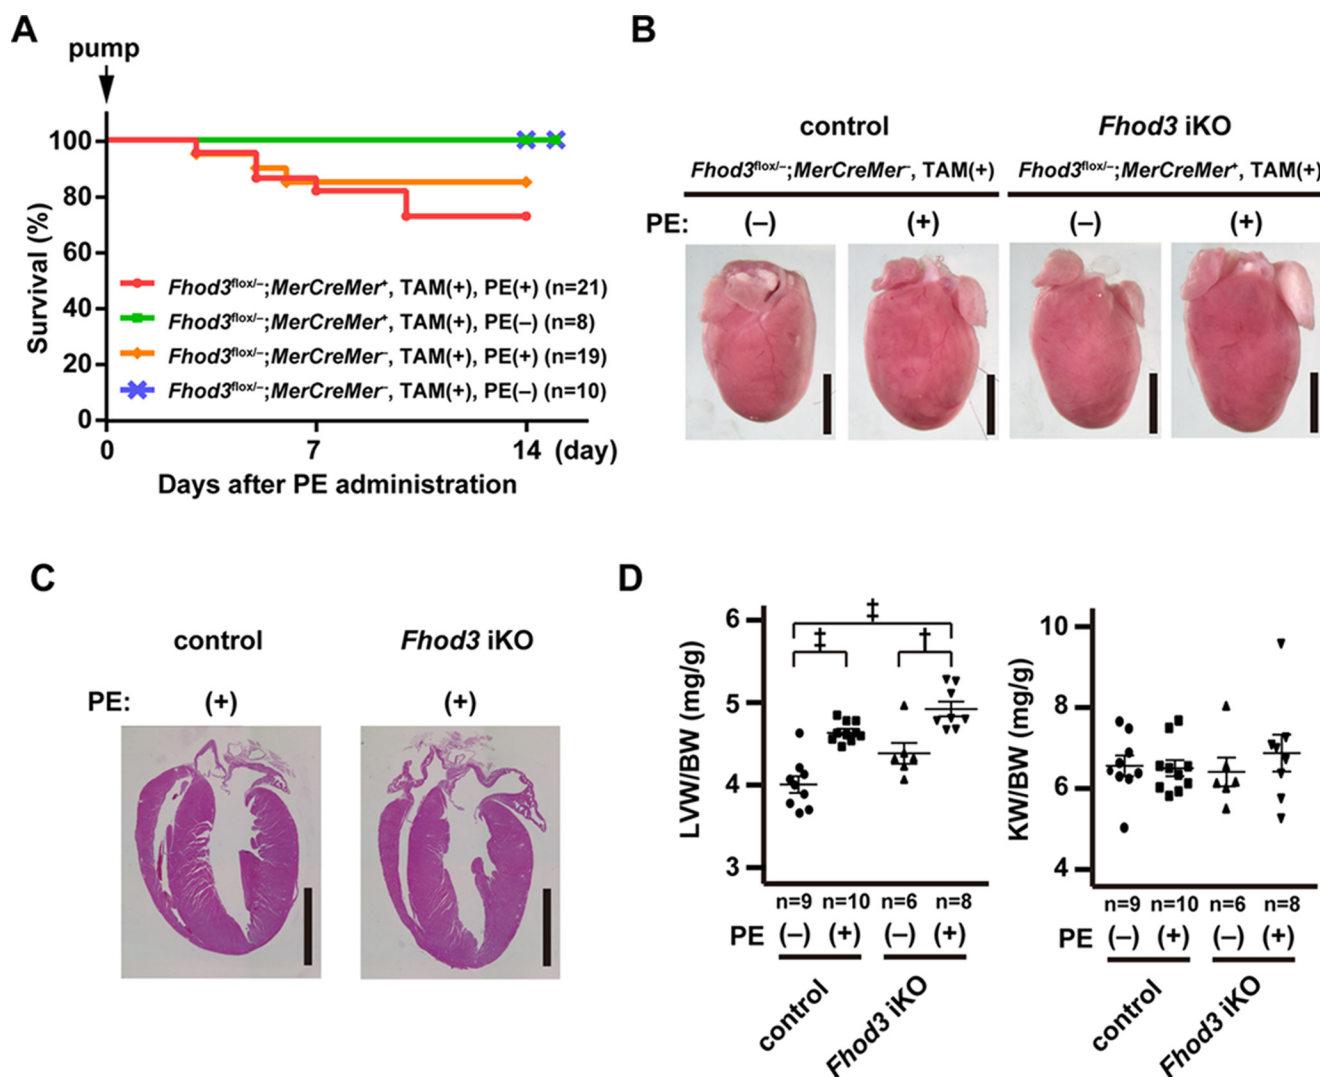 A
pump
100
80
60
40
20
0
Survival (%)
Fhod3flox/–;MerCreMer+, TAM(+), PE(+) (n=21)
Fhod3flox/–;MerCreMer+, TAM(+), PE(–) (n=8)
Fhod3flox/–;MerCreMer–, TAM(+), PE(+) (n=19)
Fhod3flox/–;MerCreMer–, TAM(+), PE(–) (n=10)
0 7 14 (day)
Days after PE administration
B
control Fhod3 iKO
Fhod3flox/–;MerCreMer–, TAM(+) Fhod3flox/–;MerCreMer+, TAM(+)
PE: (–) (+) (–) (+)
C
control Fhod3 iKO
PE: (+) (+)
D
6
5
4
3
LVW/BW (mg/g)
‡
‡ †
n=9 n=10 n=6 n=8
PE (–) (+) (–) (+)
control Fhod3 iKO
10
8
6
4
KW/BW (mg/g)
n=9 n=10 n=6 n=8
PE (–) (+) (–) (+)
control Fhod3 iKO